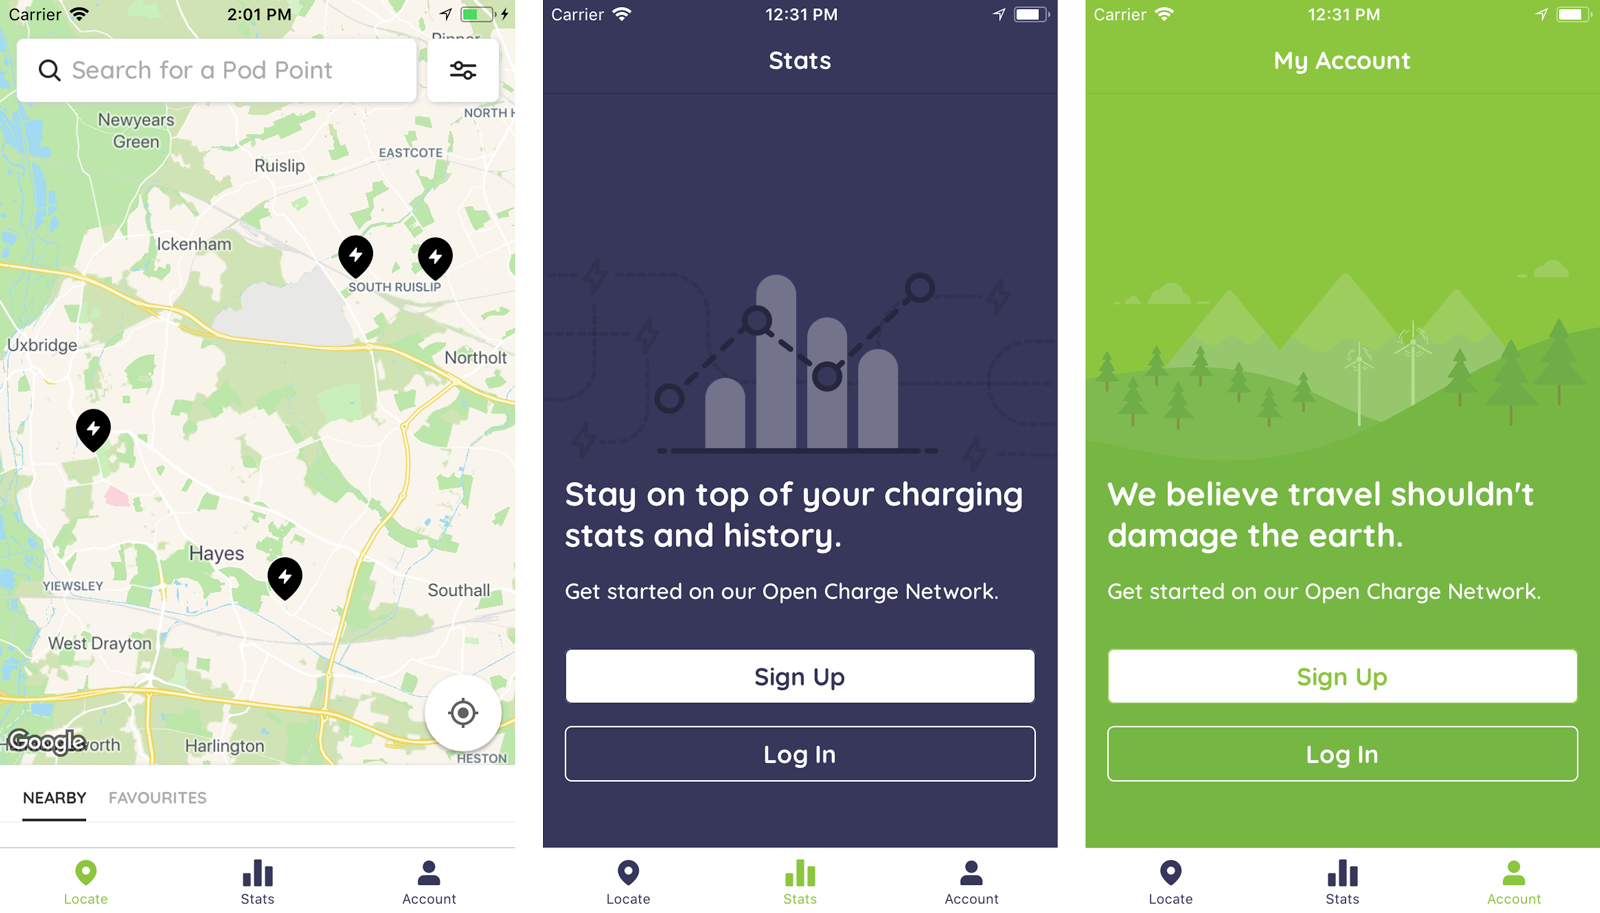 Carrier 2:01 PM
Search for a Pod Point
Pinner
NORTH H
Newyears
Green
EASTCOTE
Ruislip
Ickenham
SOUTH RUISLIP
Uxbridge
Northolt
Hayes
YIEWSLEY
Southall
West Drayton
Google
Harlington
HESTON
NEARBY FAVOURITES
Locate Stats Account
Carrier 12:31 PM
Stats
Stay on top of your charging
stats and history.
Get started on our Open Charge Network.
Sign Up
Log In
Locate Stats Account
Carrier 12:31 PM
My Account
We believe travel shouldn't
damage the earth.
Get started on our Open Charge Network.
Sign Up
Log In
Locate Stats Account